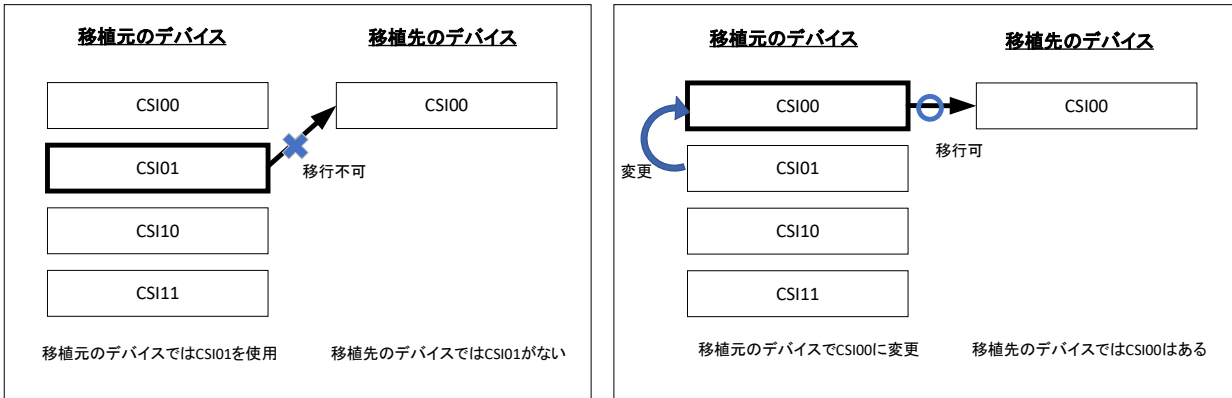 移植元のデバイス
移植先のデバイス
CSI00
CSI00
CSI01
移行不可
CSI10
CSI11
移植元のデバイスではCSI01を使用
移植先のデバイスではCSI01がない
移植元のデバイス
移植先のデバイス
CSI00
CSI00
移行可
変更
CSI01
CSI10
CSI11
移植元のデバイスでCSI00に変更
移植先のデバイスではCSI00はある